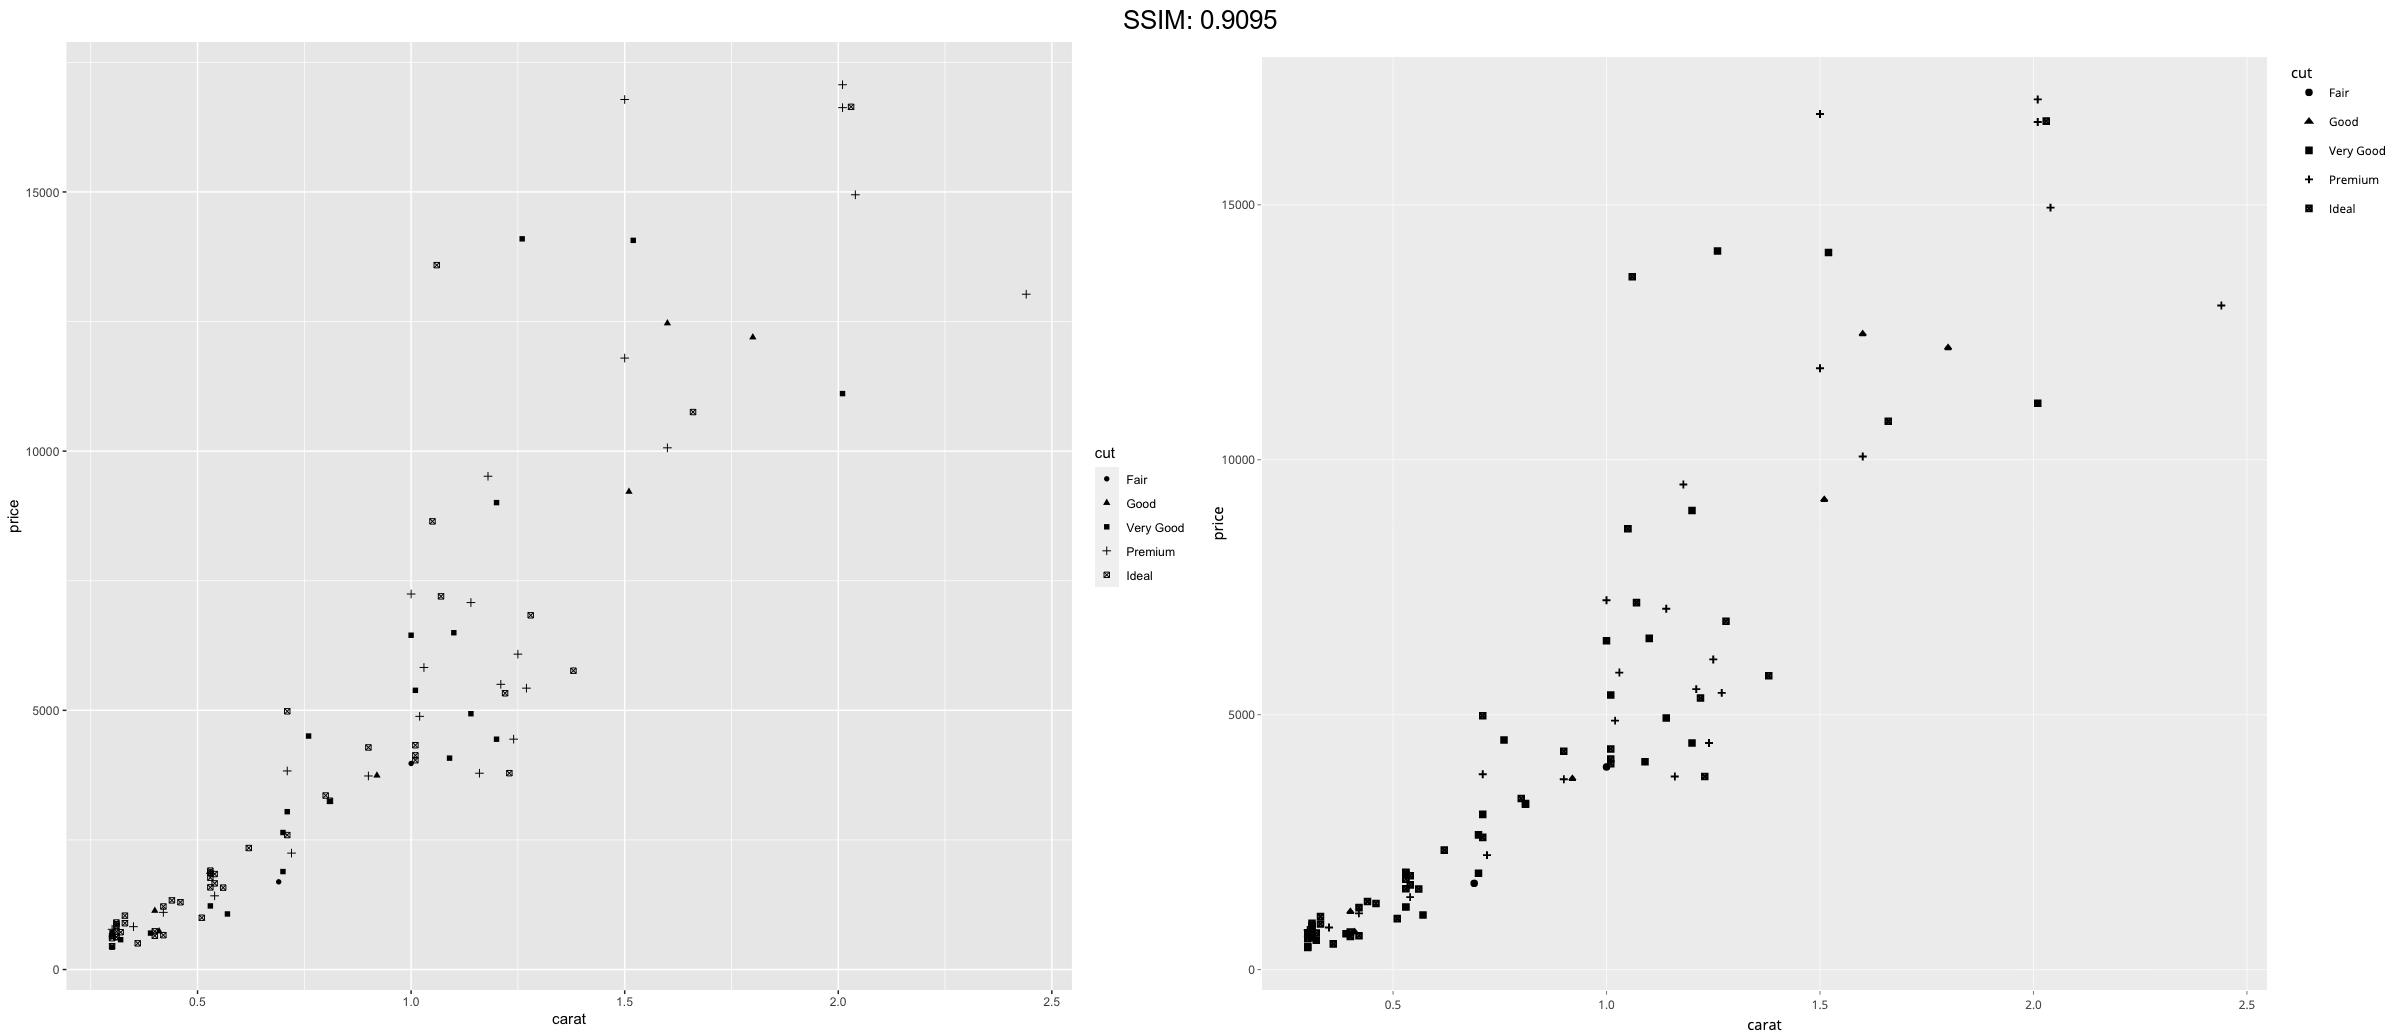 SSIM: 0.9095
price
15000
10000
5000
0
0.5
1.0
1.5
2.0
2.5
carat
cut
Fair
Good
Very Good
Premium
Ideal
price
15000
10000
5000
0
0.5
1.0
1.5
2.0
2.5
carat
cut
Fair
Good
Very Good
Premium
Ideal